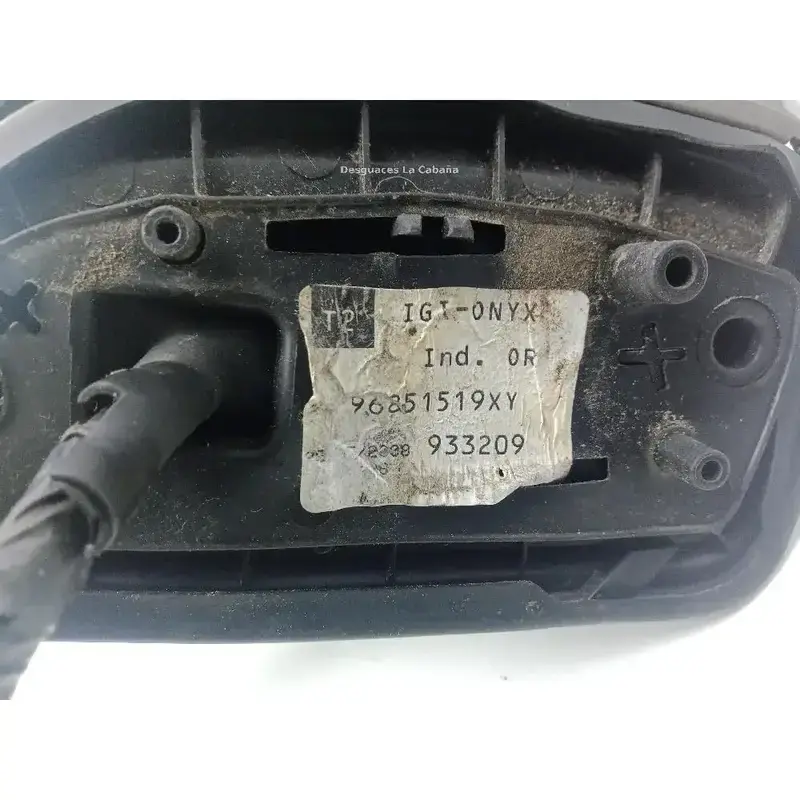 Desguaces La Cabaña
T2 IGI-ONYX
Ind. 0R
96851519XY
933209